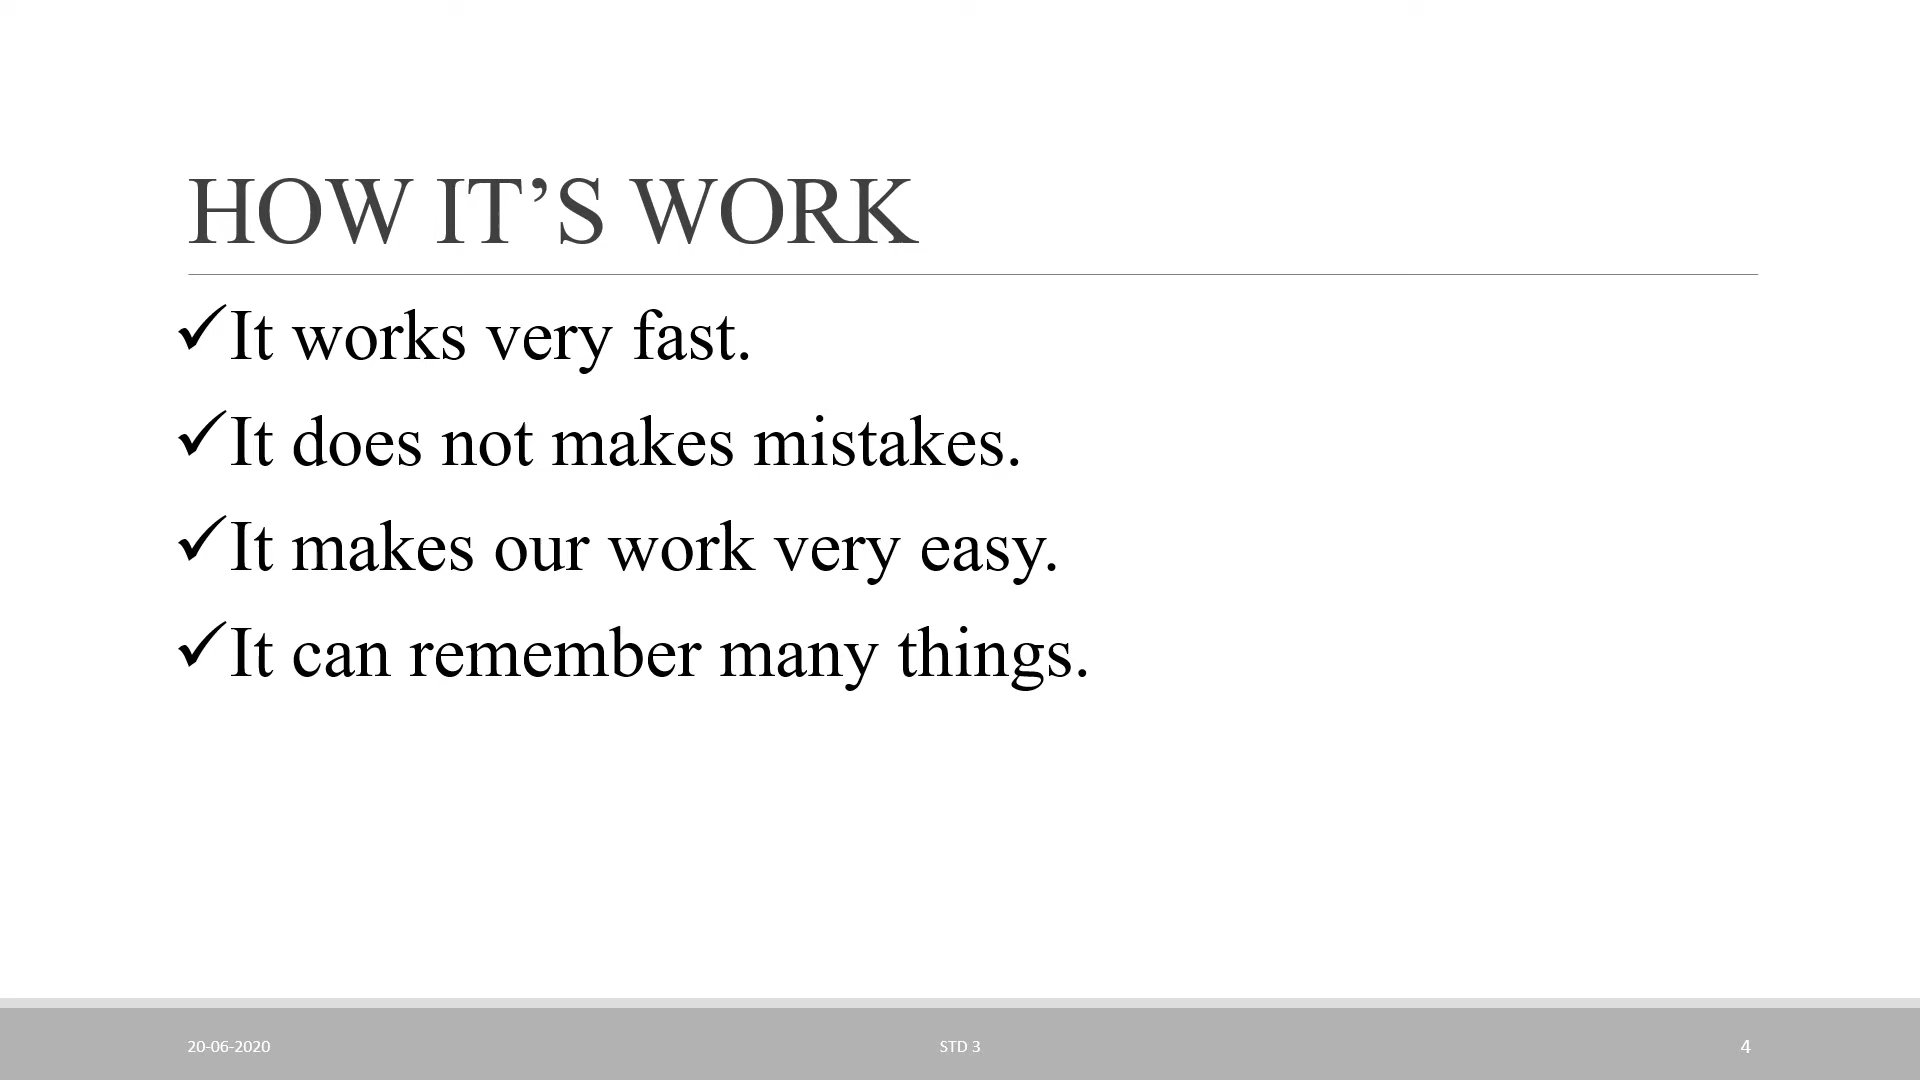 HOW IT’S WORK
✓It works very fast.
✓It does not makes mistakes.
✓It makes our work very easy.
✓It can remember many things.
20-06-2020 STD 3 4